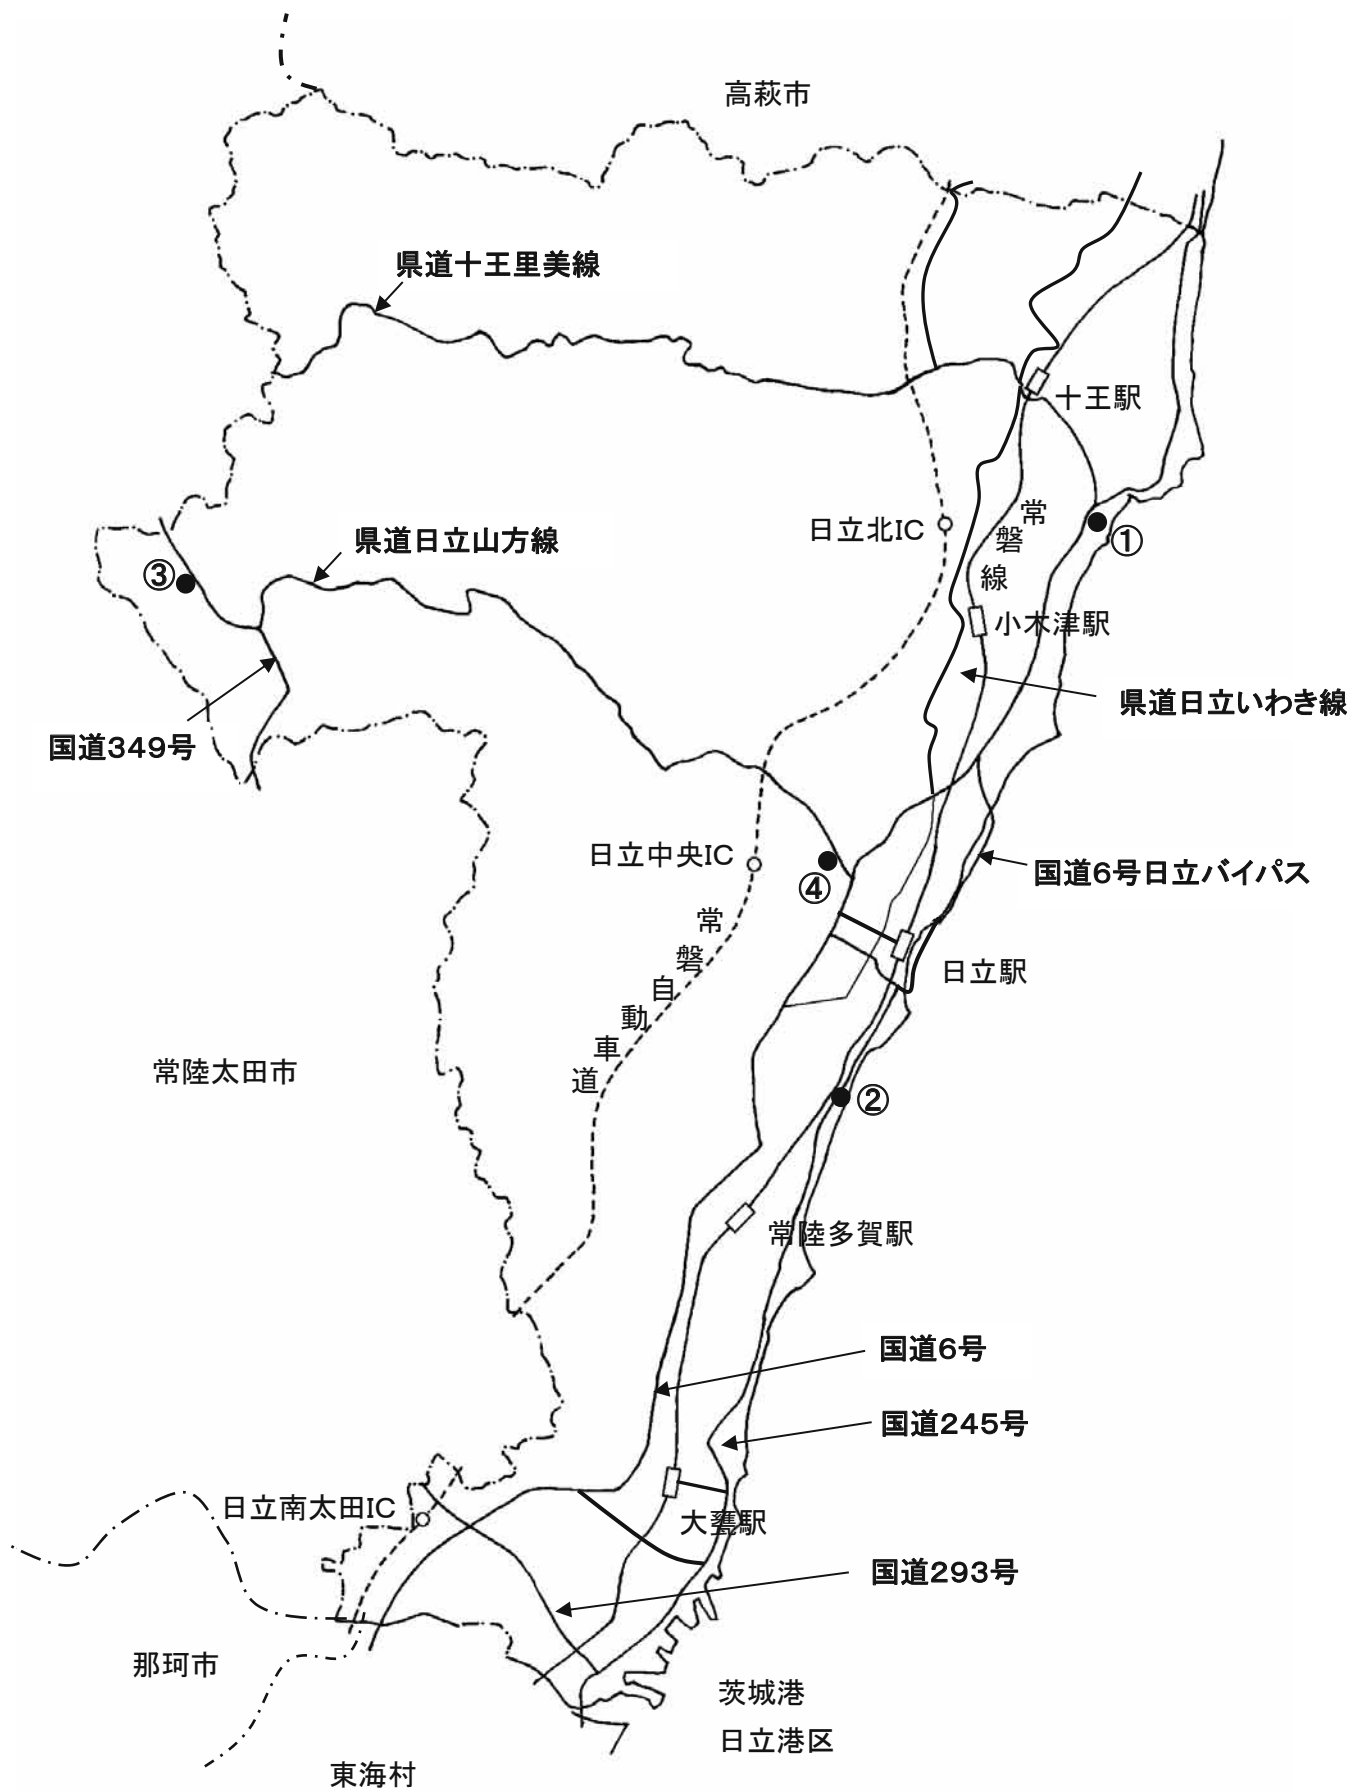 高萩市
県道十王里美線
十王駅
常磐線
日立北IC
①
県道日立山方線
③
小木津駅
県道日立いわき線
国道349号
日立中央IC
④
国道6号日立バイパス
常磐自動車道
日立駅
常陸太田市
②
常陸多賀駅
国道6号
国道245号
日立南太田IC
大甕駅
国道293号
那珂市
茨城港
日立港区
東海村